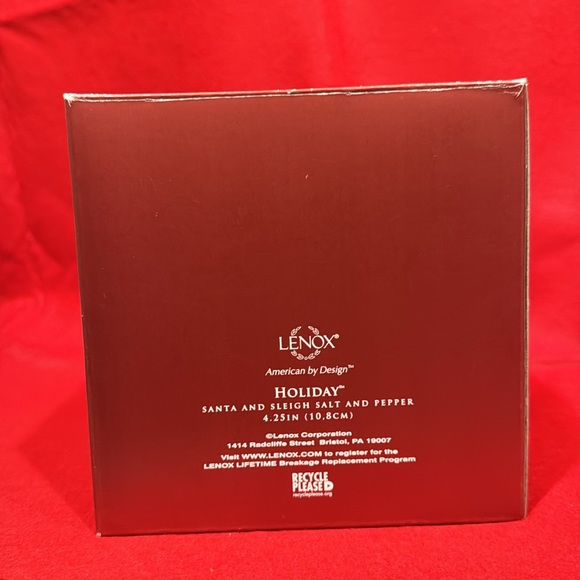 LENOX®
American by Design™
HOLIDAY™
SANTA AND SLEIGH SALT AND PEPPER
4.25IN (10,8CM)
©Lenox Corporation
1414 Radcliffe Street Bristol, PA 19007
Visit WWW.LENOX.COM to register for the
LENOX LIFETIME Breakage Replacement Program
RECYCLE
PLEASE
recycleplease.org